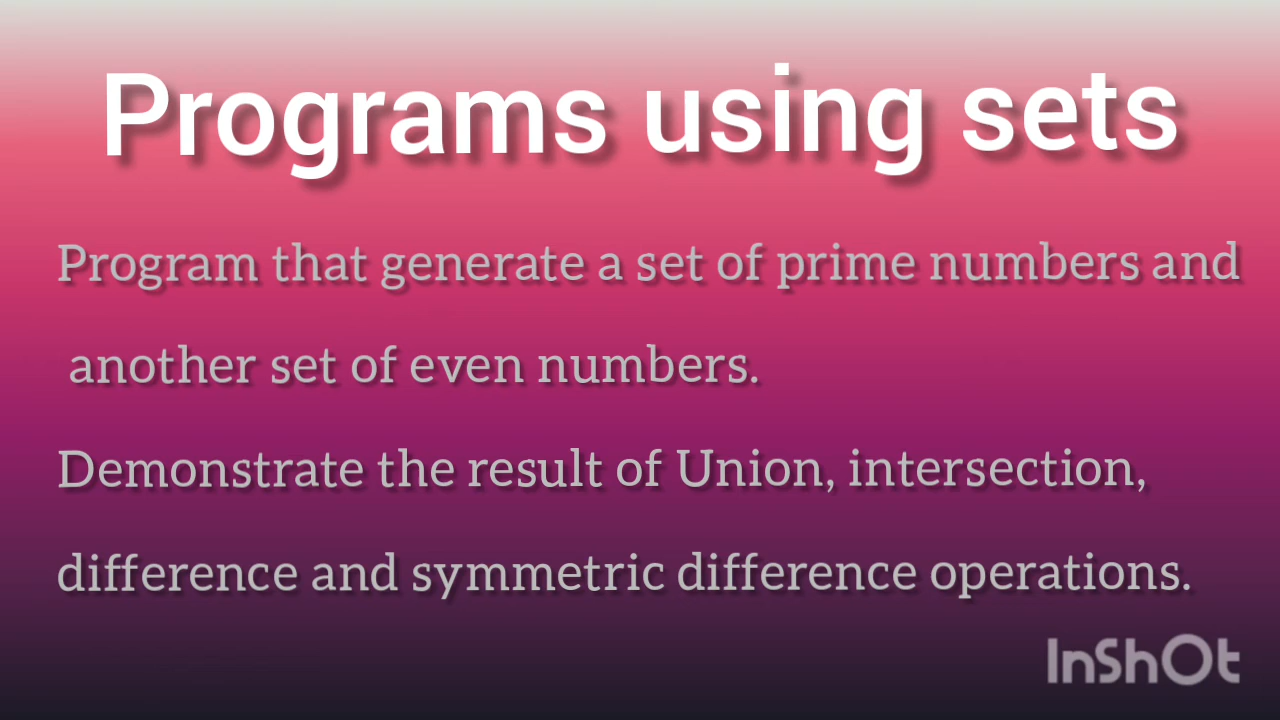 Programs using sets
Program that generate a set of prime numbers and
another set of even numbers.
Demonstrate the result of Union, intersection,
difference and symmetric difference operations.
InShOt